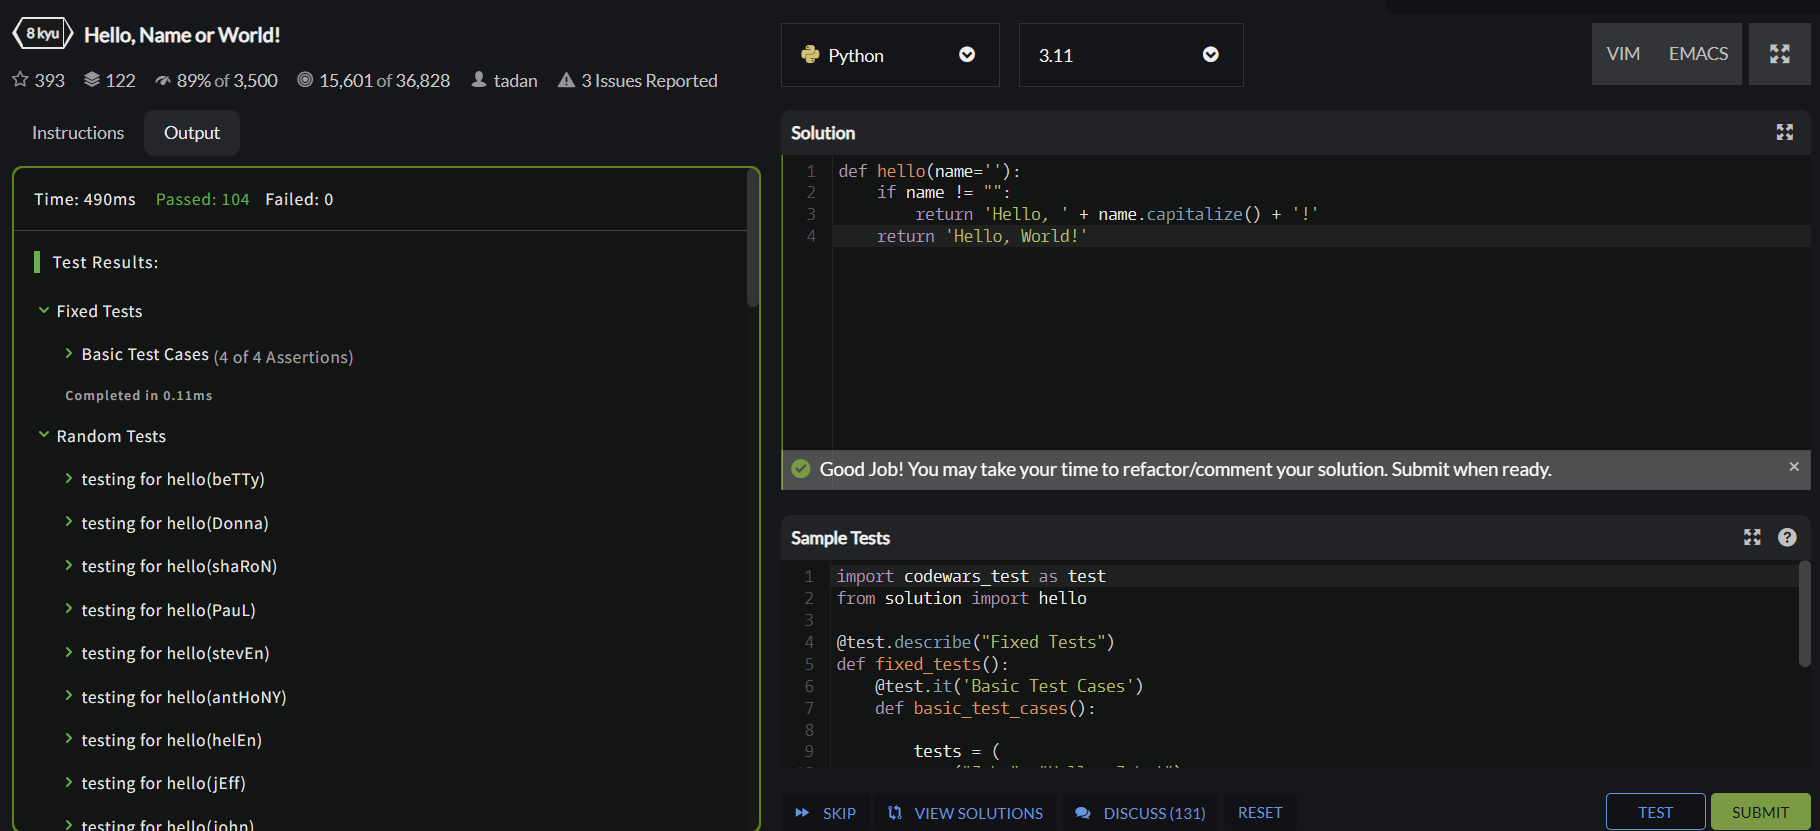 8 kyu Hello, Name or World!
393 122 89% of 3,500 15,601 of 36,828 tadan 3 Issues Reported
Instructions Output
Time: 490ms Passed: 104 Failed: 0
Test Results:
Fixed Tests
Basic Test Cases (4 of 4 Assertions)
Completed in 0.11ms
Random Tests
testing for hello(beTTy)
testing for hello(Donna)
testing for hello(shaRoN)
testing for hello(PauL)
testing for hello(stevEn)
testing for hello(antHoNY)
testing for hello(helEn)
testing for hello(jEff)
testing for hello(john)
Python 3.11 VIM EMACS
Solution
1 def hello(name=''):
2 if name != "":
3 return 'Hello, ' + name.capitalize() + '!'
4 return 'Hello, World!'
Good Job! You may take your time to refactor/comment your solution. Submit when ready. ×
Sample Tests ?
1 import codewars_test as test
2 from solution import hello
3
4 @test.describe("Fixed Tests")
5 def fixed_tests():
6 @test.it('Basic Test Cases')
7 def basic_test_cases():
8
9 tests = (
SKIP VIEW SOLUTIONS DISCUSS (131) RESET TEST SUBMIT